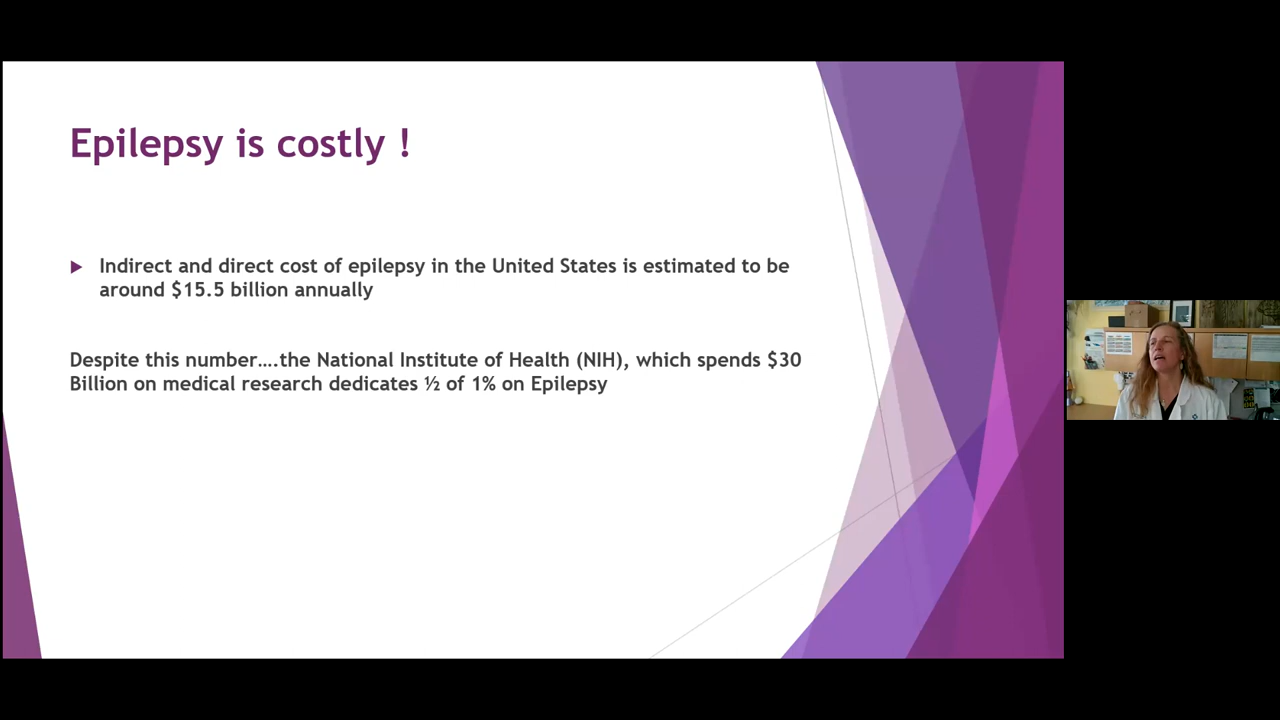 Epilepsy is costly !
Indirect and direct cost of epilepsy in the United States is estimated to be
around $15.5 billion annually
Despite this number....the National Institute of Health (NIH), which spends $30
Billion on medical research dedicates ½ of 1% on Epilepsy